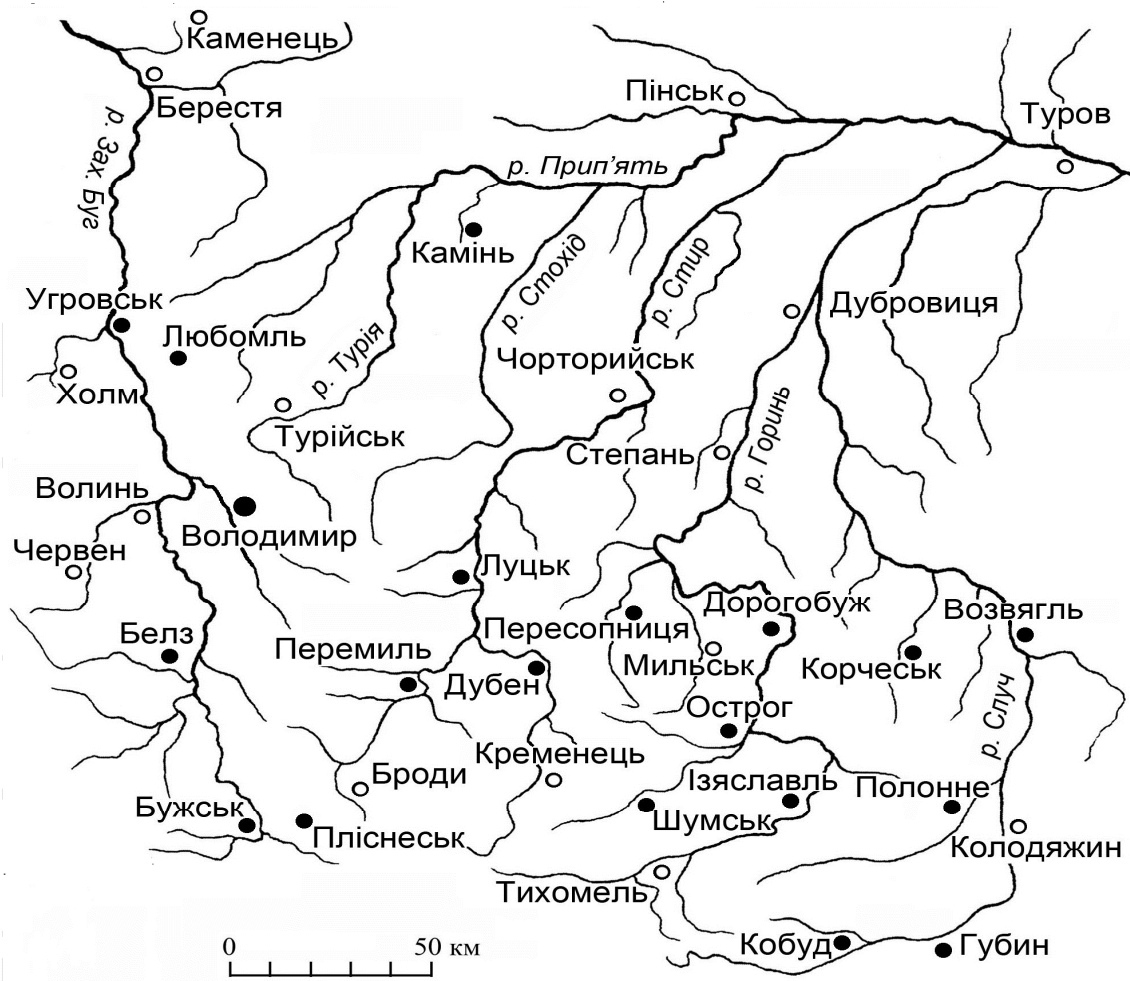 Каменець
Берестя
Пінськ
Туров
р. Зах. Буг
р. Прип'ять
Камінь
р. Стохід
р. Стир
Угровськ
Любомль
Дубровиця
р. Турія
Чорторийськ
Холм
Турійськ
Степань
р. Горинь
Волинь
Володимир
Червен
Луцьк
Дорогобуж
Возвягль
Белз
Перемиль
Пересопниця
Мильськ
Корчеськ
Дубен
Острог
р. Случ
Кременець
Броди
Ізяславль
Полонне
Бужськ
Пліснеськ
Шумськ
Колодяжин
Тихомель
Кобуд
Губин
0 50 км